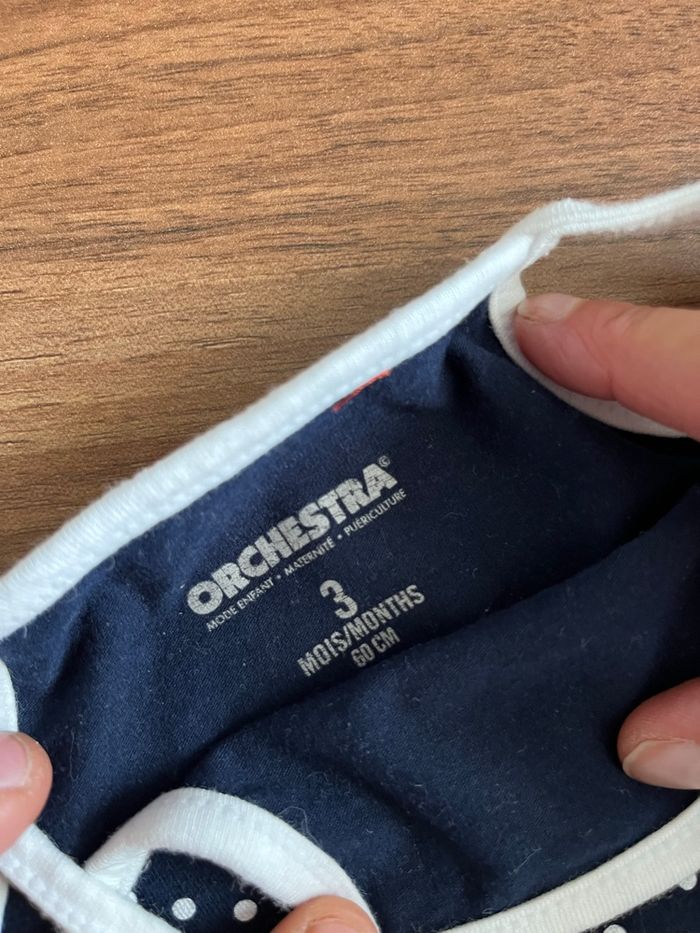 ORCHESTRA©
MODE ENFANT • MATERNITÉ • PUÉRICULTURE
3
MOIS/MONTHS
60 CM